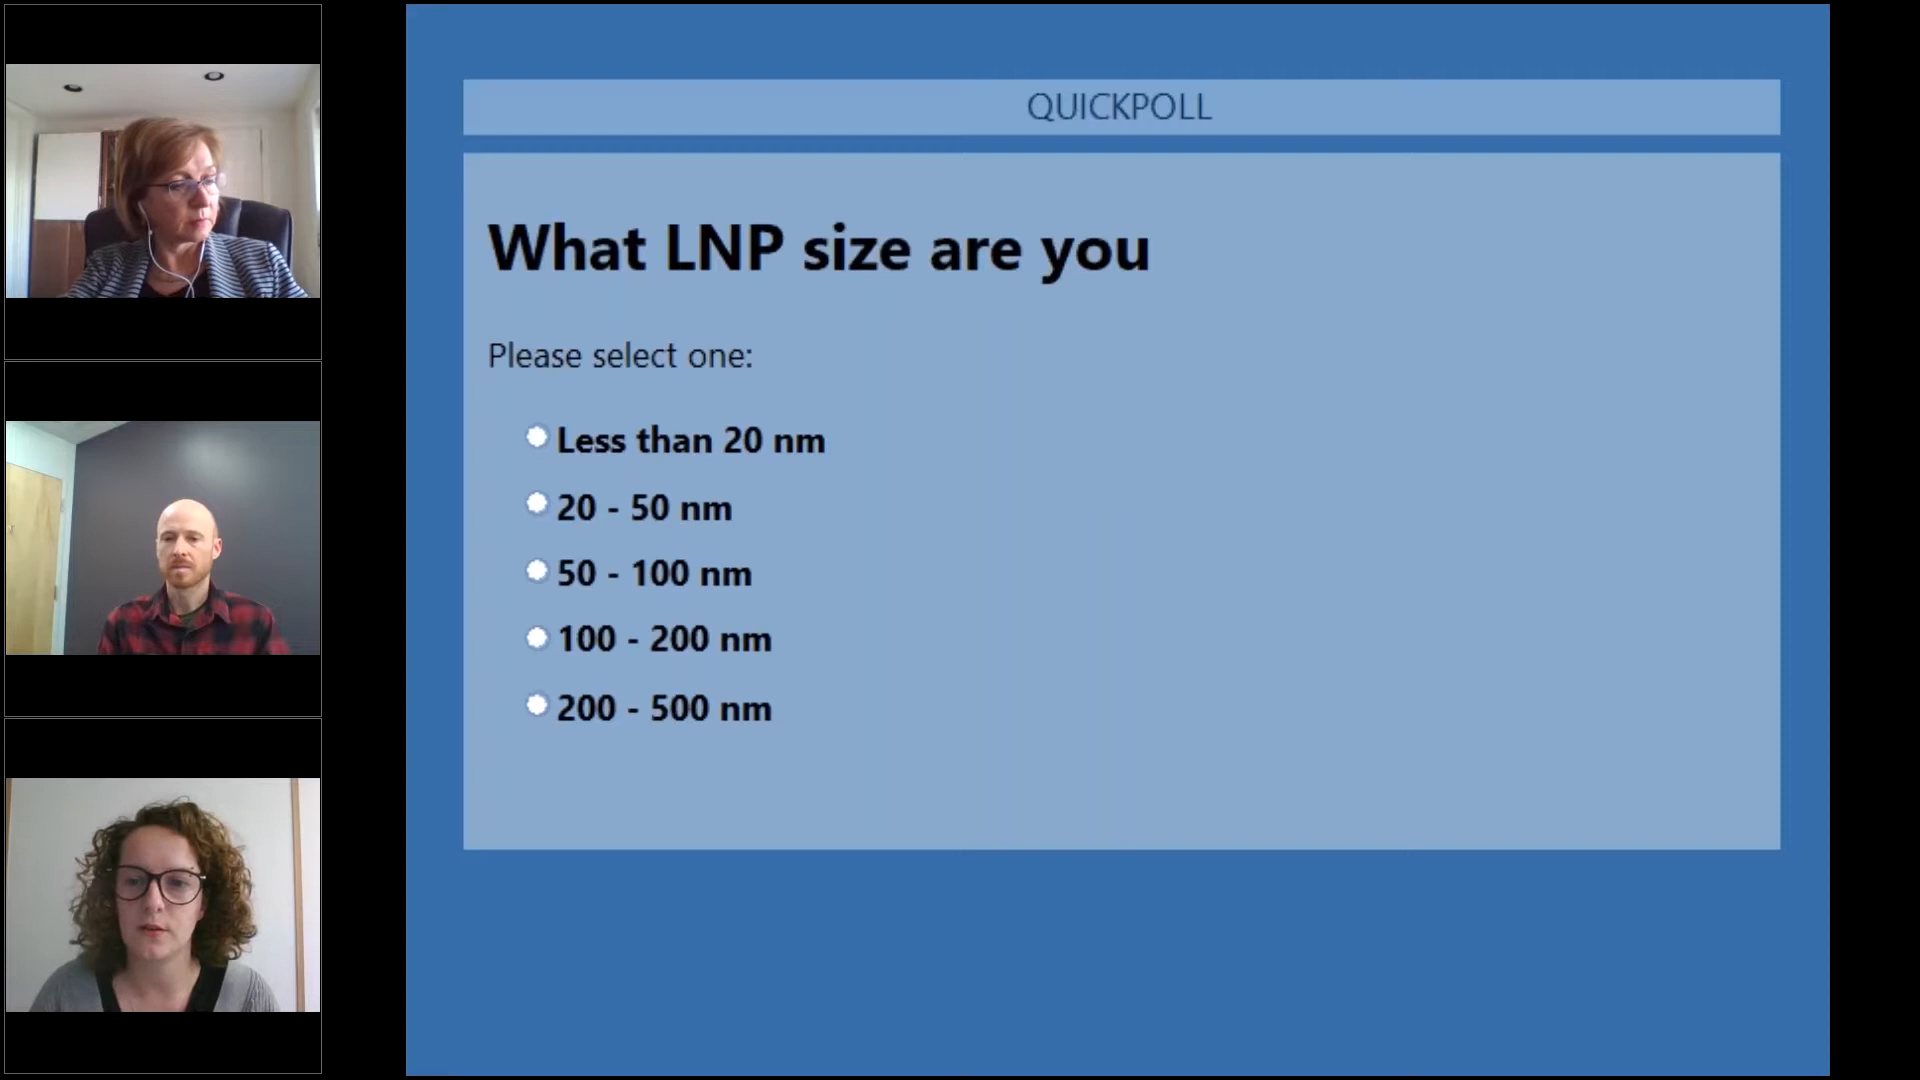 QUICKPOLL
What LNP size are you
Please select one:
Less than 20 nm
20 - 50 nm
50 - 100 nm
100 - 200 nm
200 - 500 nm